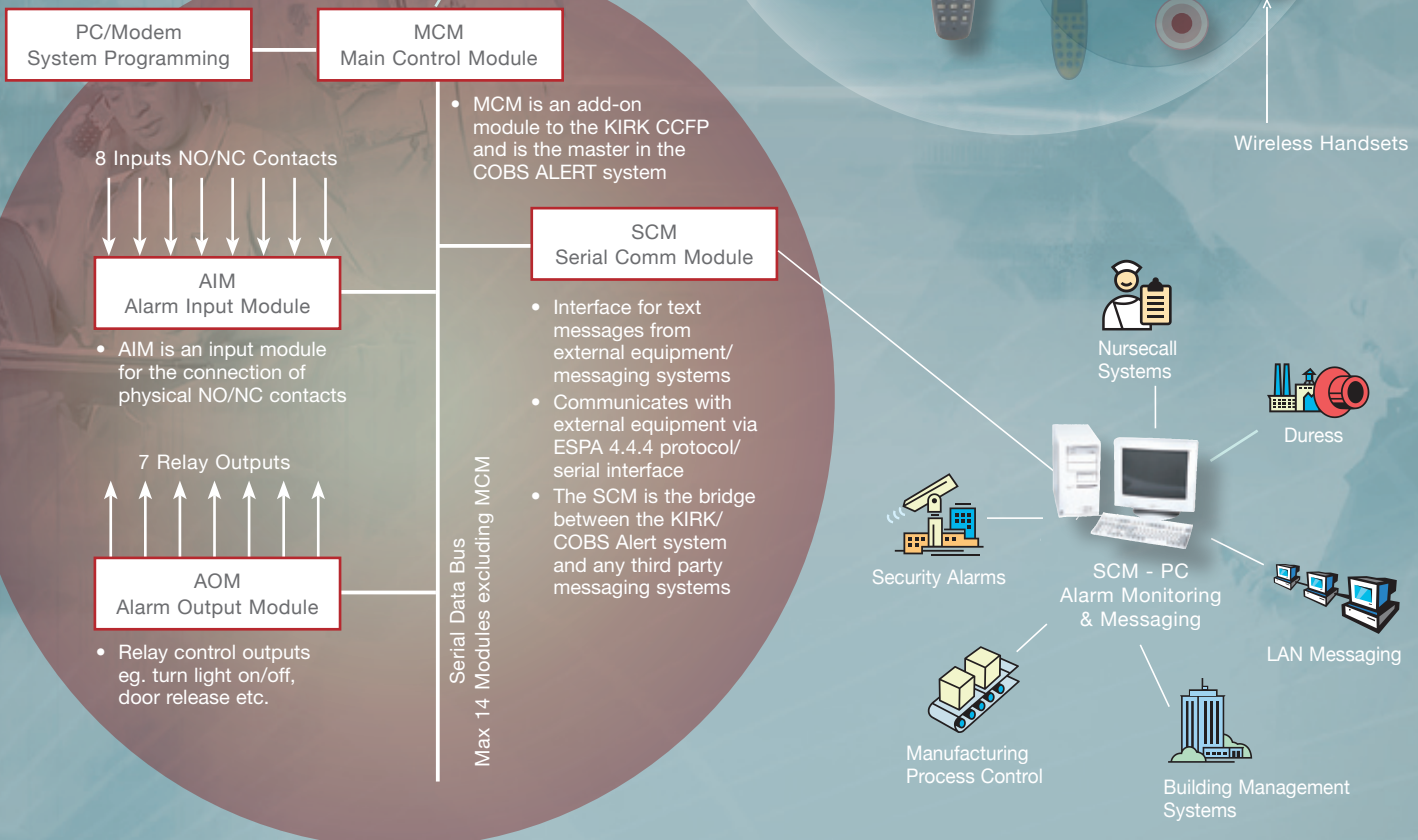 PC/Modem
System Programming
MCM
Main Control Module
• MCM is an add-on
module to the KIRK CCFP
and is the master in the
COBS ALERT system
Wireless Handsets
8 Inputs NO/NC Contacts
AIM
Alarm Input Module
• AIM is an input module
for the connection of
physical NO/NC contacts
7 Relay Outputs
AOM
Alarm Output Module
• Relay control outputs
eg. turn light on/off,
door release etc.
Serial Data Bus
Max 14 Modules excluding MCM
SCM
Serial Comm Module
• Interface for text
messages from
external equipment/
messaging systems
• Communicates with
external equipment via
ESPA 4.4.4 protocol/
serial interface
• The SCM is the bridge
between the KIRK/
COBS Alert system
and any third party
messaging systems
Nursecall
Systems
Duress
Security Alarms
SCM - PC
Alarm Monitoring
& Messaging
LAN Messaging
Manufacturing
Process Control
Building Management
Systems